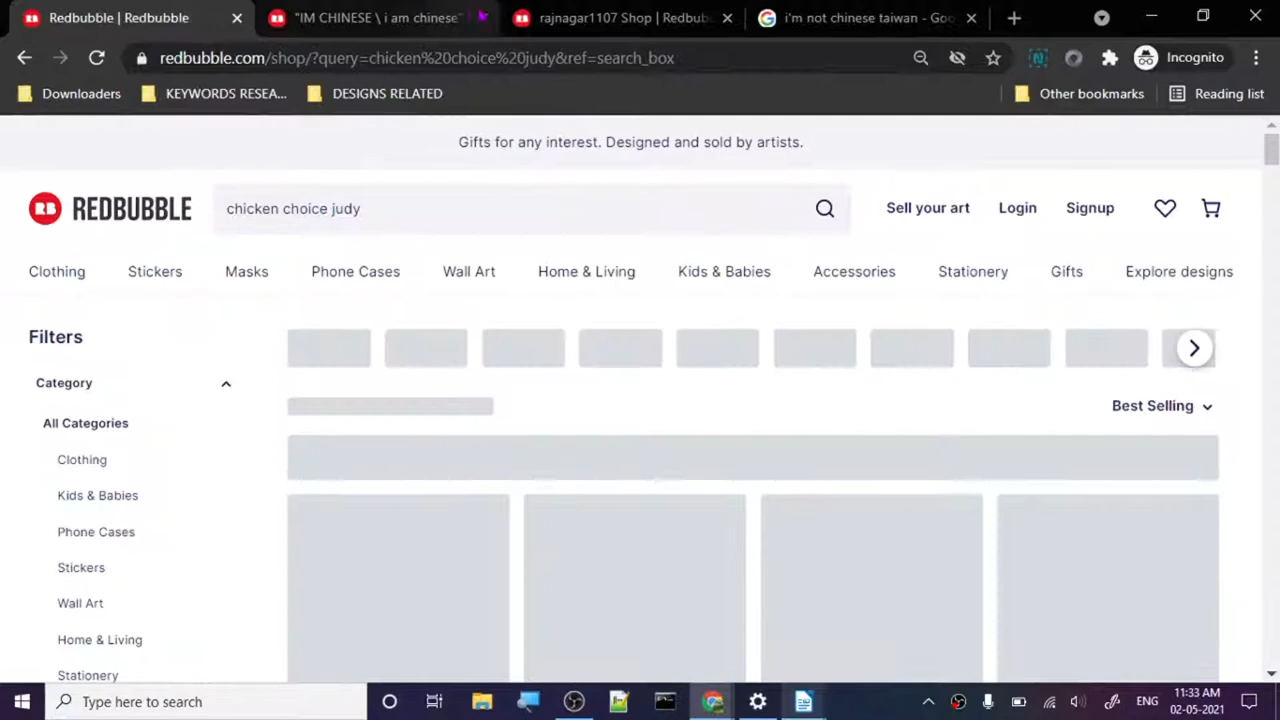 Redbubble | Redbubble
"IM CHINESE \ i am chinese"
rajnagar1107 Shop | Redbub
i'm not chinese taiwan - Goo
redbubble.com/shop/?query=chicken%20choice%20judy&ref=search_box
Incognito
Downloaders
KEYWORDS RESEA...
DESIGNS RELATED
Other bookmarks
Reading list
Gifts for any interest. Designed and sold by artists.
RB REDBUBBLE
chicken choice judy
Sell your art
Login
Signup
Clothing
Stickers
Masks
Phone Cases
Wall Art
Home & Living
Kids & Babies
Accessories
Stationery
Gifts
Explore designs
Filters
Category
Best Selling
All Categories
Clothing
Kids & Babies
Phone Cases
Stickers
Wall Art
Home & Living
Stationery
Type here to search
ENG
11:33 AM
02-05-2021